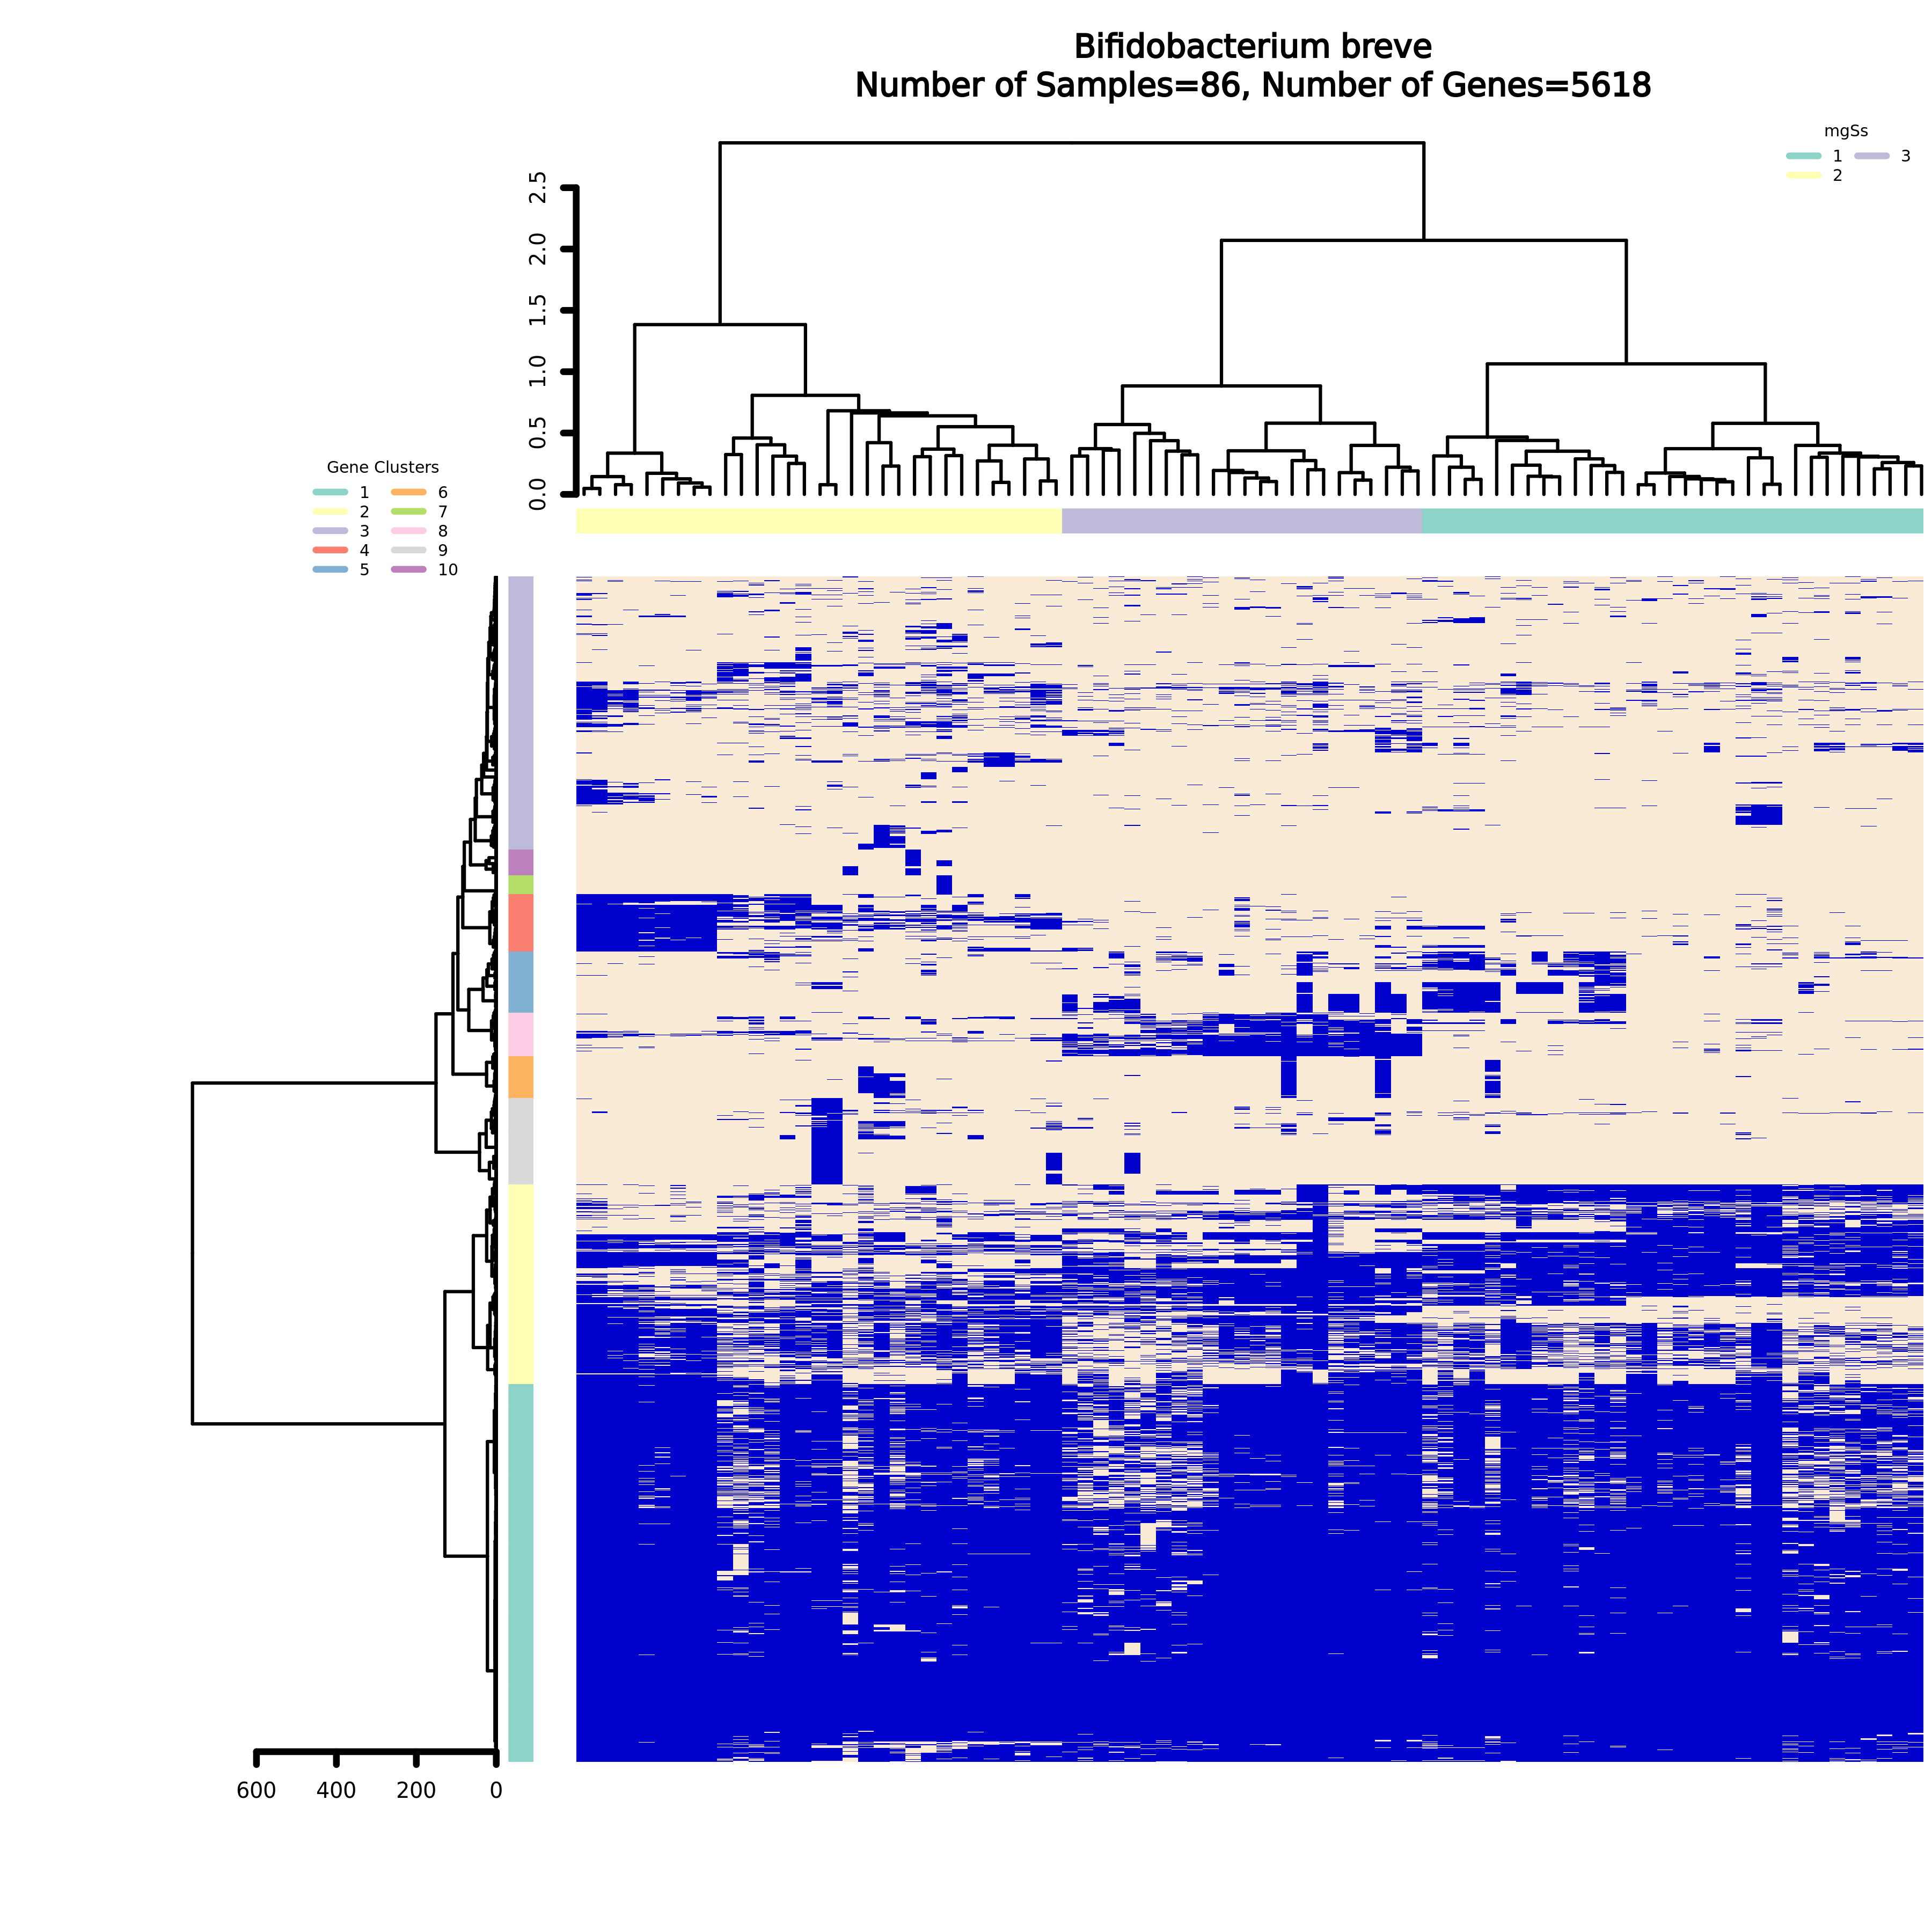 Bifidobacterium breve
Number of Samples=86, Number of Genes=5618
mgSs
1 3
2
2.5
2.0
1.5
1.0
0.5
0.0
Gene Clusters
1 6
2 7
3 8
4 9
5 10
600 400 200 0